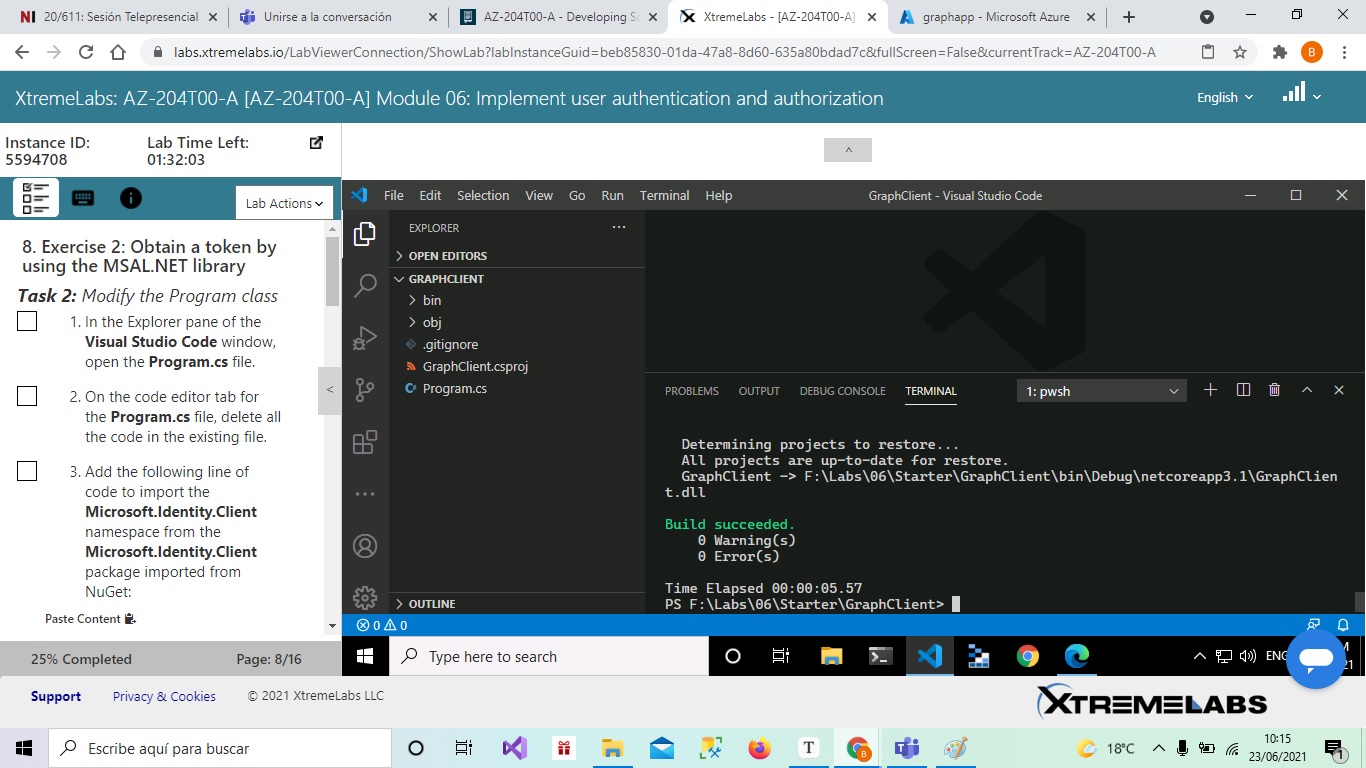 20/611: Sesión Telepresencial
Unirse a la conversación
AZ-204T00-A - Developing S
XtremeLabs - [AZ-204T00-A]
graphapp - Microsoft Azure
labs.xtremelabs.io/LabViewerConnection/ShowLab?labInstanceGuid=beb85830-01da-47a8-8d60-635a80bdad7c&fullScreen=False&currentTrack=AZ-204T00-A
B
XtremeLabs: AZ-204T00-A [AZ-204T00-A] Module 06: Implement user authentication and authorization
English
Instance ID:
5594708
Lab Time Left:
01:32:03
Lab Actions
8. Exercise 2: Obtain a token by
using the MSAL.NET library
Task 2: Modify the Program class
1. In the Explorer pane of the
Visual Studio Code window,
open the Program.cs file.
2. On the code editor tab for
the Program.cs file, delete all
the code in the existing file.
3. Add the following line of
code to import the
Microsoft.Identity.Client
namespace from the
Microsoft.Identity.Client
package imported from
NuGet:
Paste Content
25% Completed
Page: 8/16
File Edit Selection View Go Run Terminal Help
GraphClient - Visual Studio Code
EXPLORER
OPEN EDITORS
GRAPHCLIENT
bin
obj
.gitignore
GraphClient.csproj
Program.cs
OUTLINE
PROBLEMS OUTPUT DEBUG CONSOLE TERMINAL
1: pwsh
Determining projects to restore...
All projects are up-to-date for restore.
GraphClient -> F:\Labs\06\Starter\GraphClient\bin\Debug\netcoreapp3.1\GraphClien
t.dll
Build succeeded.
0 Warning(s)
0 Error(s)
Time Elapsed 00:00:05.57
PS F:\Labs\06\Starter\GraphClient>
0 0
Type here to search
ENG
Support
Privacy & Cookies
© 2021 XtremeLabs LLC
XTREMELABS
Escribe aquí para buscar
T
B
18°C
10:15
23/06/2021
1